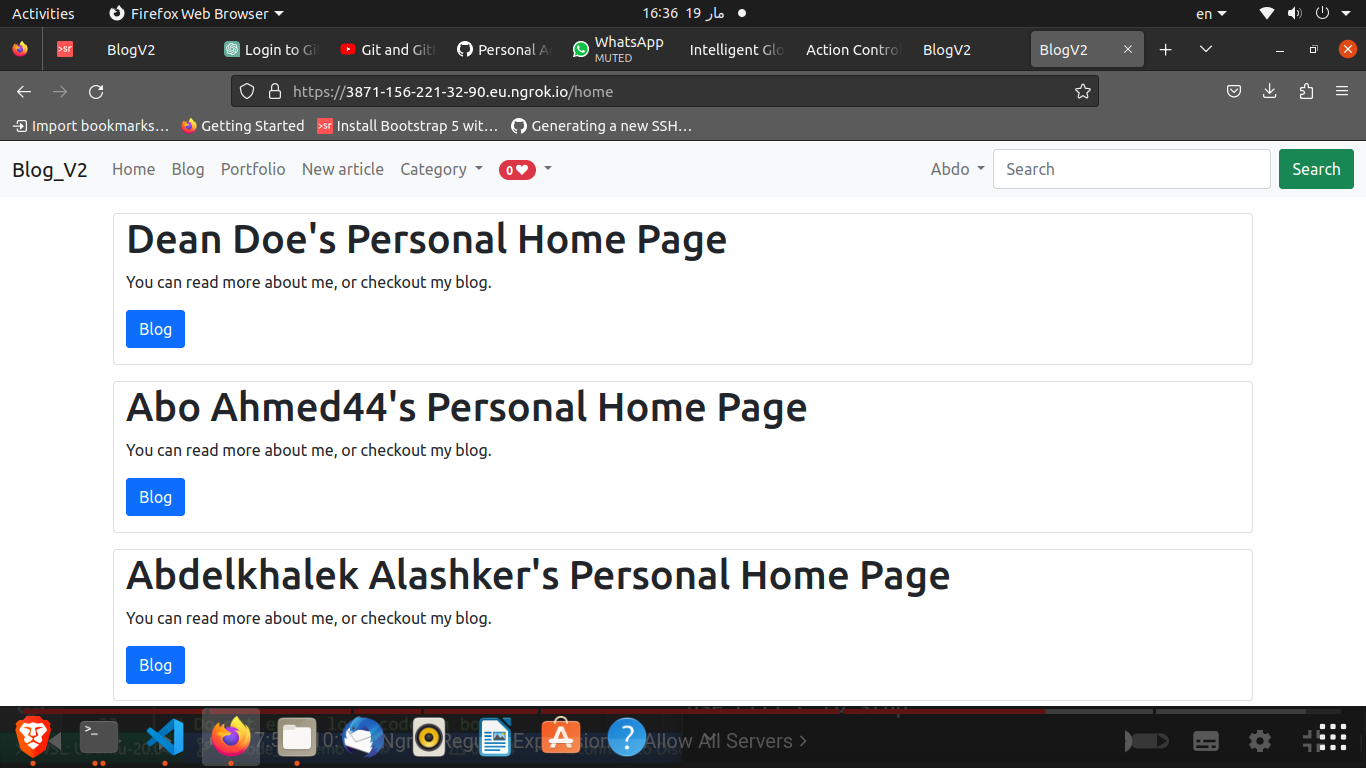 Activities
Firefox Web Browser
16:36 19 مار
en
BlogV2
Login to Gi
Git and Git
Personal Ac
WhatsApp
MUTED
Intelligent Glo
Action Contro
BlogV2
BlogV2
https://3871-156-221-32-90.eu.ngrok.io/home
Import bookmarks…
Getting Started
>sr
Install Bootstrap 5 wit…
Generating a new SSH…
Blog_V2
Home
Blog
Portfolio
New article
Category
0
Abdo
Search
Search
Dean Doe's Personal Home Page
You can read more about me, or checkout my blog.
Blog
Abo Ahmed44's Personal Home Page
You can read more about me, or checkout my blog.
Blog
Abdelkhalek Alashker's Personal Home Page
You can read more about me, or checkout my blog.
Blog
Allow All Servers